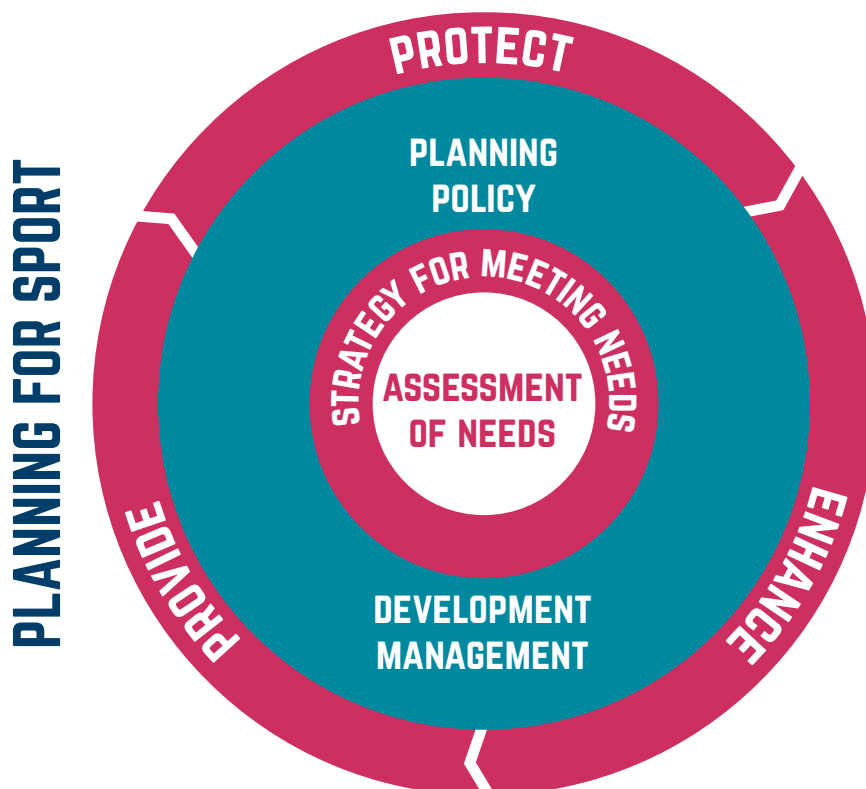 PLANNING FOR SPORT
PROTECT
PLANNING
POLICY
STRATEGY FOR MEETING NEEDS
ASSESSMENT
OF NEEDS
DEVELOPMENT
MANAGEMENT
ENHANCE
PROVIDE